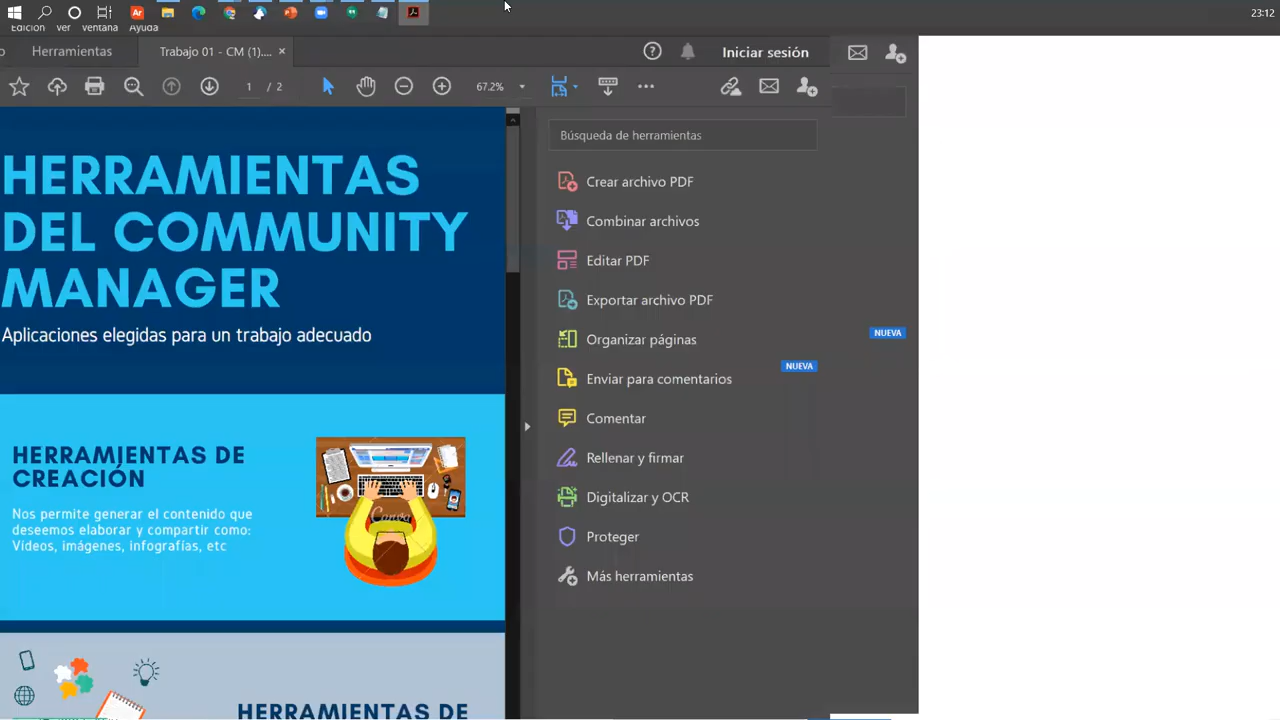 23:12
Edición Ver Ventana Ayuda
Herramientas
Trabajo 01 - CM (1).... ×
Iniciar sesión
1 / 2
67.2%
Búsqueda de herramientas
Crear archivo PDF
Combinar archivos
Editar PDF
Exportar archivo PDF
Organizar páginas
NUEVA
Enviar para comentarios
NUEVA
Comentar
Rellenar y firmar
Digitalizar y OCR
Proteger
Más herramientas
HERRAMIENTAS
DEL COMMUNITY
MANAGER
Aplicaciones elegidas para un trabajo adecuado
HERRAMIENTAS DE
CREACIÓN
Nos permite generar el contenido que
deseemos elaborar y compartir como:
Vídeos, imágenes, infografías, etc
Canva
HERRAMIENTAS DE